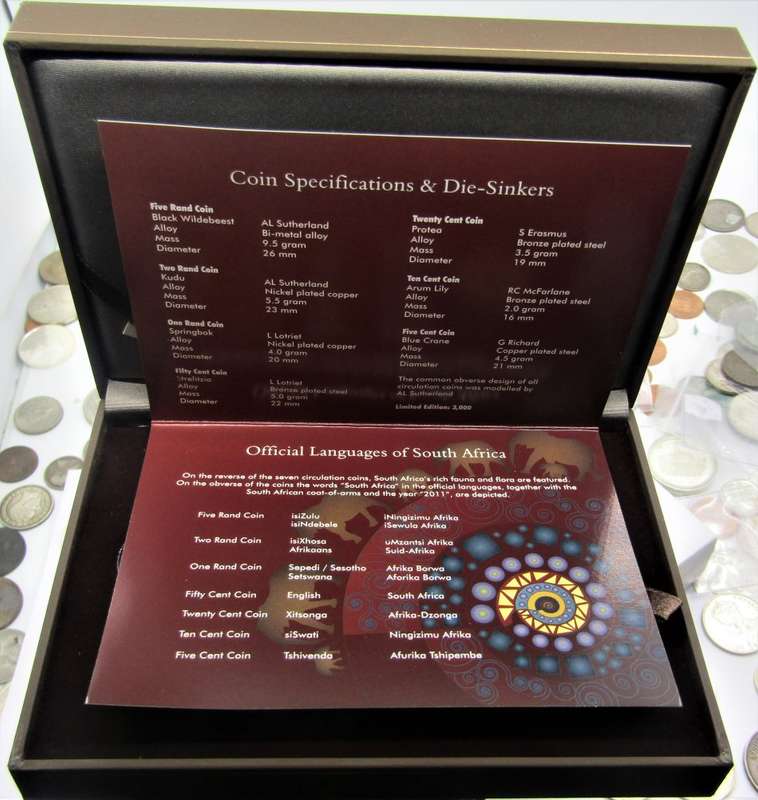 Coin Specifications & Die-Sinkers
Five Rand Coin
Black Wildebeest AL Sutherland
Alloy Bi-metal alloy
Mass 9.5 gram
Diameter 26 mm
Two Rand Coin
Kudu AL Sutherland
Alloy Nickel plated copper
Mass 5.5 gram
Diameter 23 mm
One Rand Coin
Springbok L Lotriet
Alloy Nickel plated copper
Mass 4.0 gram
Diameter 20 mm
Fifty Cent Coin
Strelitzia L Lotriet
Alloy Bronze plated steel
Mass 5.0 gram
Diameter 22 mm
Twenty Cent Coin
Protea S Erasmus
Alloy Bronze plated steel
Mass 3.5 gram
Diameter 19 mm
Ten Cent Coin
Arum Lily RC McFarlane
Alloy Bronze plated steel
Mass 2.0 gram
Diameter 16 mm
Five Cent Coin
Blue Crane G Richard
Alloy Copper plated steel
Mass 4.5 gram
Diameter 21 mm
The common obverse design of all
circulation coins was modelled by
AL Sutherland
Limited Edition: 3,000
Official Languages of South Africa
On the reverse of the seven circulation coins, South Africa's rich fauna and flora are featured.
On the obverse of the coins the words "South Africa" in the official languages, together with the
South African coat-of-arms and the year "2011", are depicted.
Five Rand Coin isiZulu iNingizimu Afrika
isiNdebele iSewula Afrika
Two Rand Coin isiXhosa uMzantsi Afrika
Afrikaans Suid-Afrika
One Rand Coin Sepedi / Sesotho Afrika Borwa
Setswana Aforika Borwa
Fifty Cent Coin English South Africa
Twenty Cent Coin Xitsonga Afrika-Dzonga
Ten Cent Coin siSwati Ningizimu Afrika
Five Cent Coin Tshivenda Afurika Tshipembe